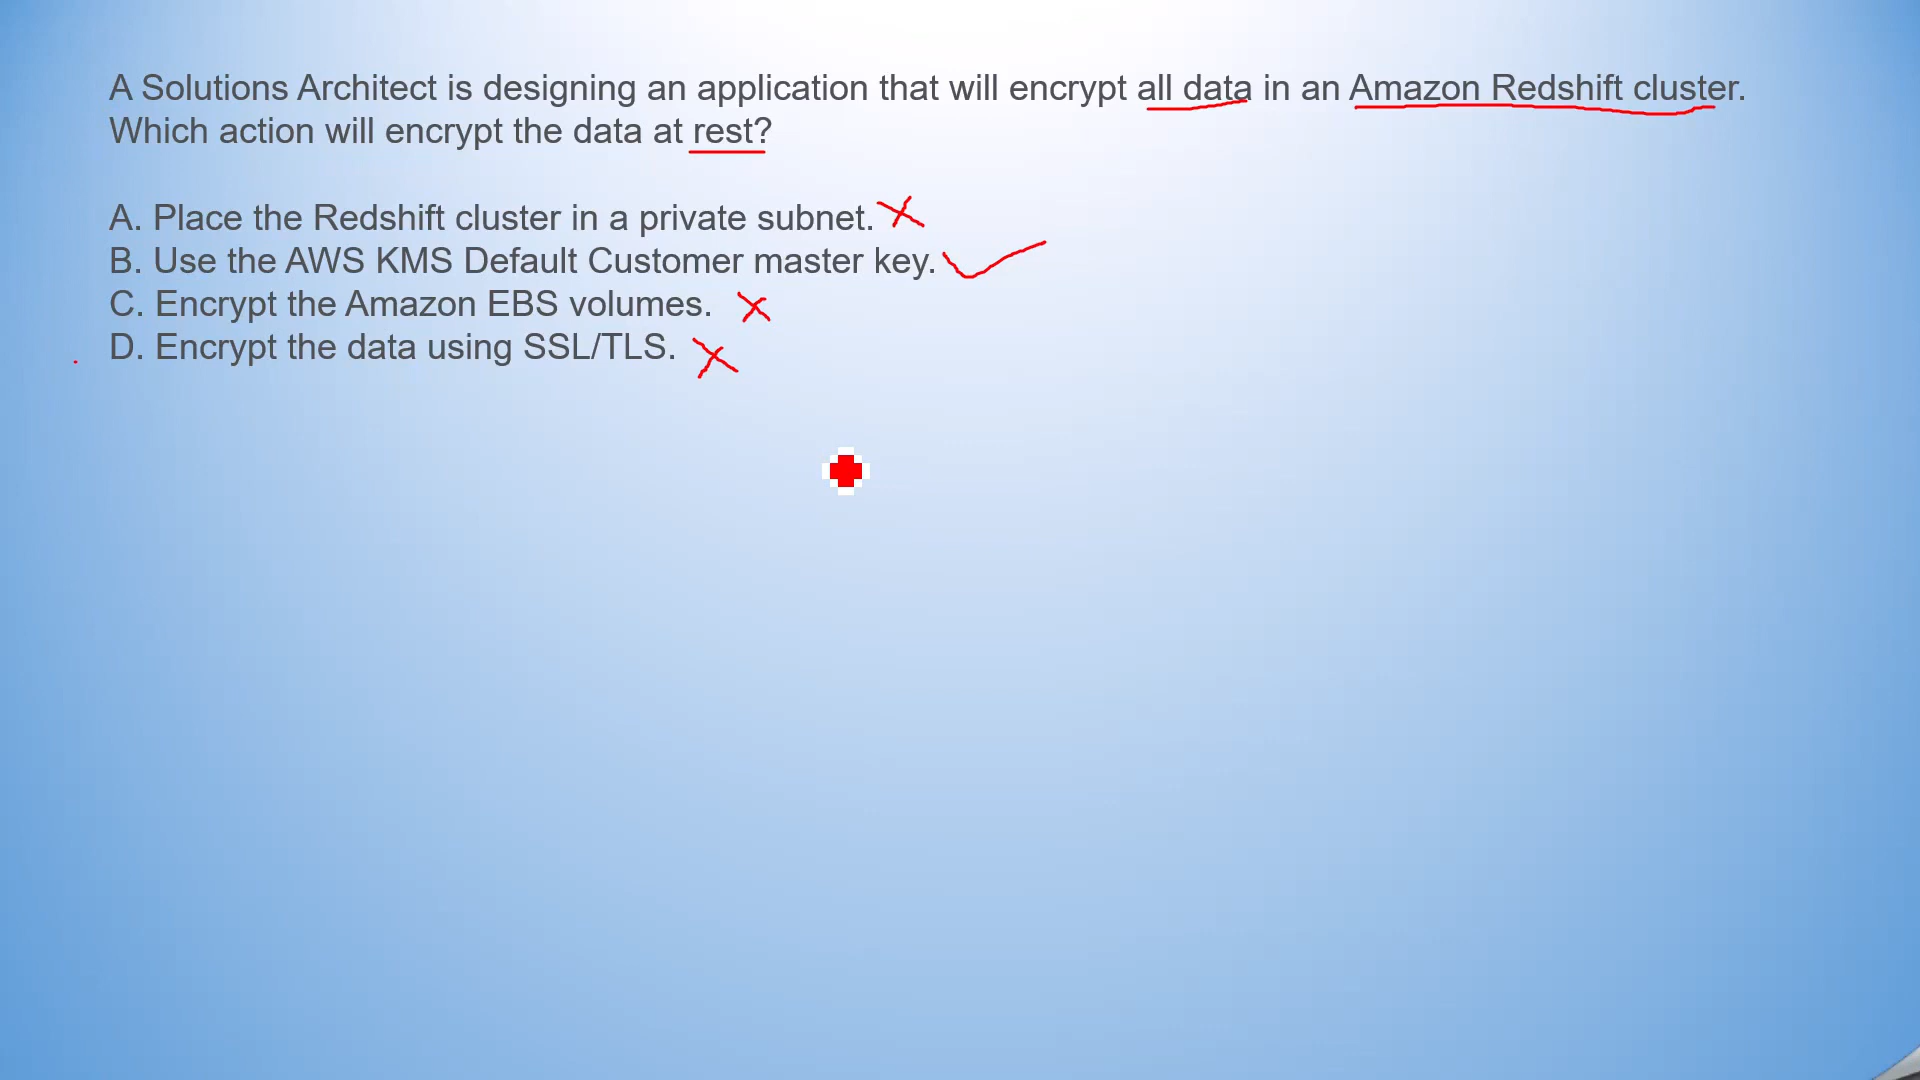 A Solutions Architect is designing an application that will encrypt all data in an Amazon Redshift cluster.
Which action will encrypt the data at rest?
A. Place the Redshift cluster in a private subnet.
B. Use the AWS KMS Default Customer master key.
C. Encrypt the Amazon EBS volumes.
D. Encrypt the data using SSL/TLS.